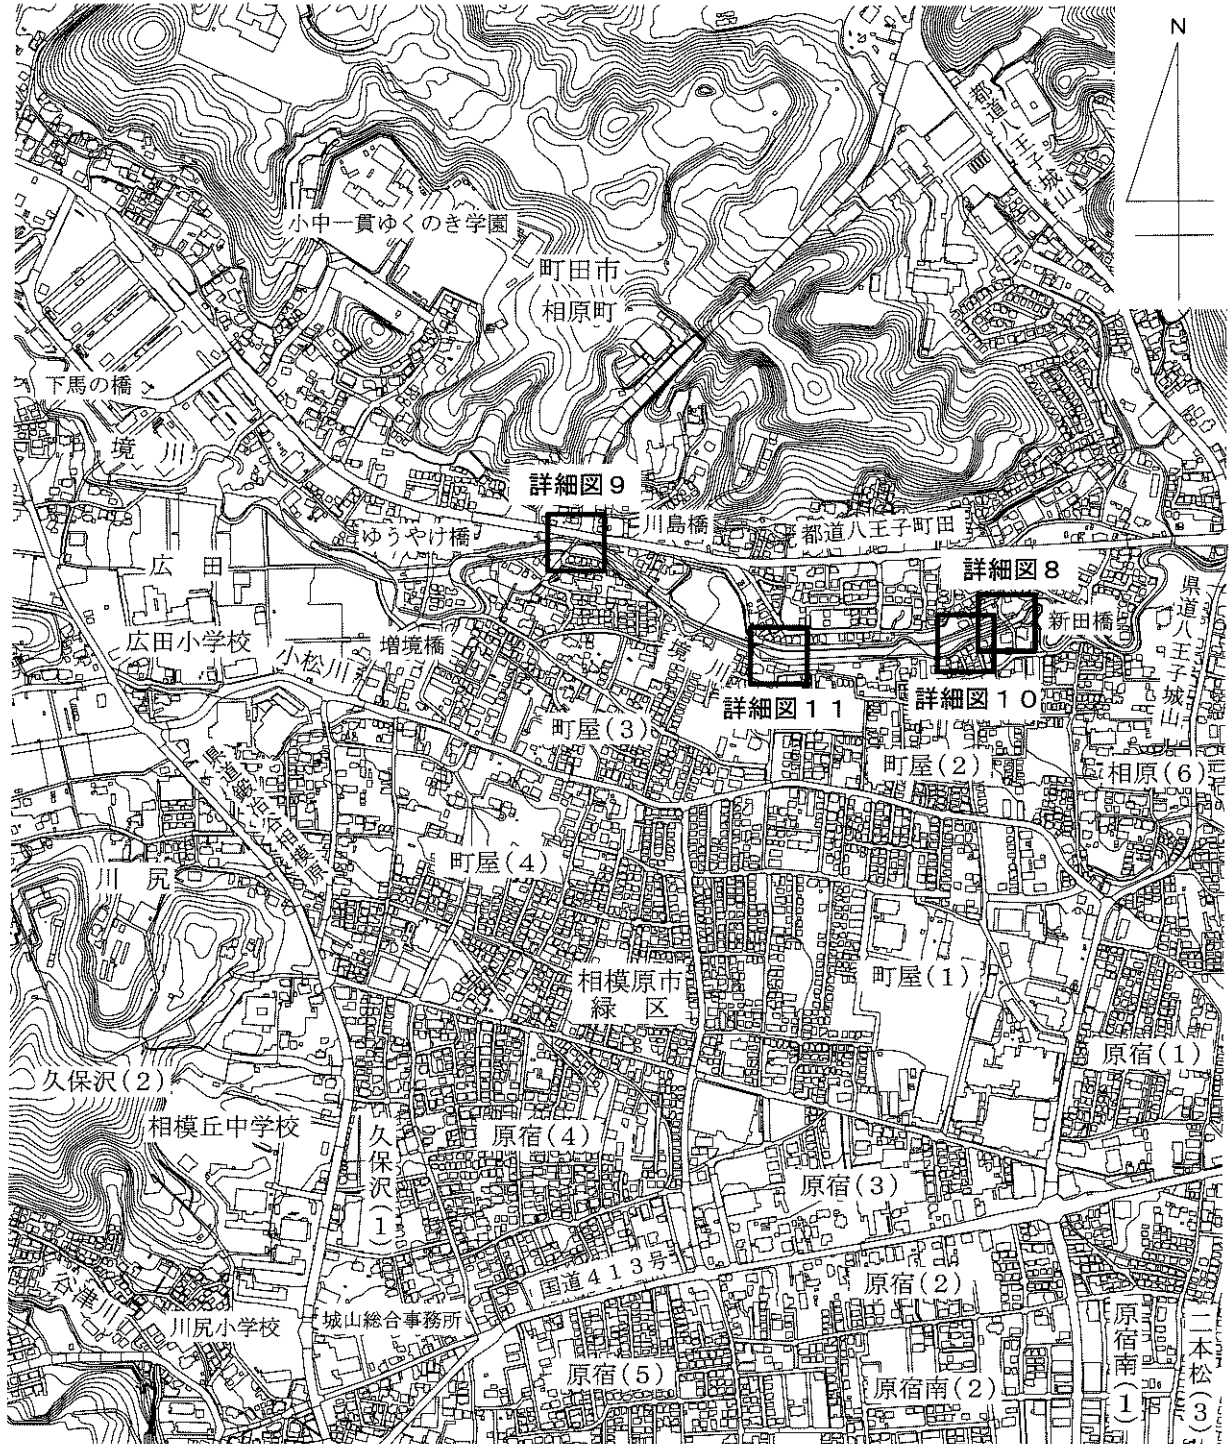 N
都道八王子城山
小中一貫ゆくのき学園
町田市
相原町
下馬の橋
境川
詳細図9
川島橋
都道八王子町田
ゆうやけ橋
広田
詳細図8
新田橋
県道八王子城山
広田小学校
小松川
増境橋
境川
詳細図11
詳細図10
町屋(3)
町屋(2)
相原(6)
町屋(4)
川尻
相模原市
緑区
町屋(1)
原宿(1)
久保沢(2)
相模丘中学校
久保沢(1)
原宿(4)
原宿(3)
国道413号
原宿(2)
谷津川
川尻小学校
城山総合事務所
原宿(5)
原宿南(2)
原宿南(1)
二本松(3)